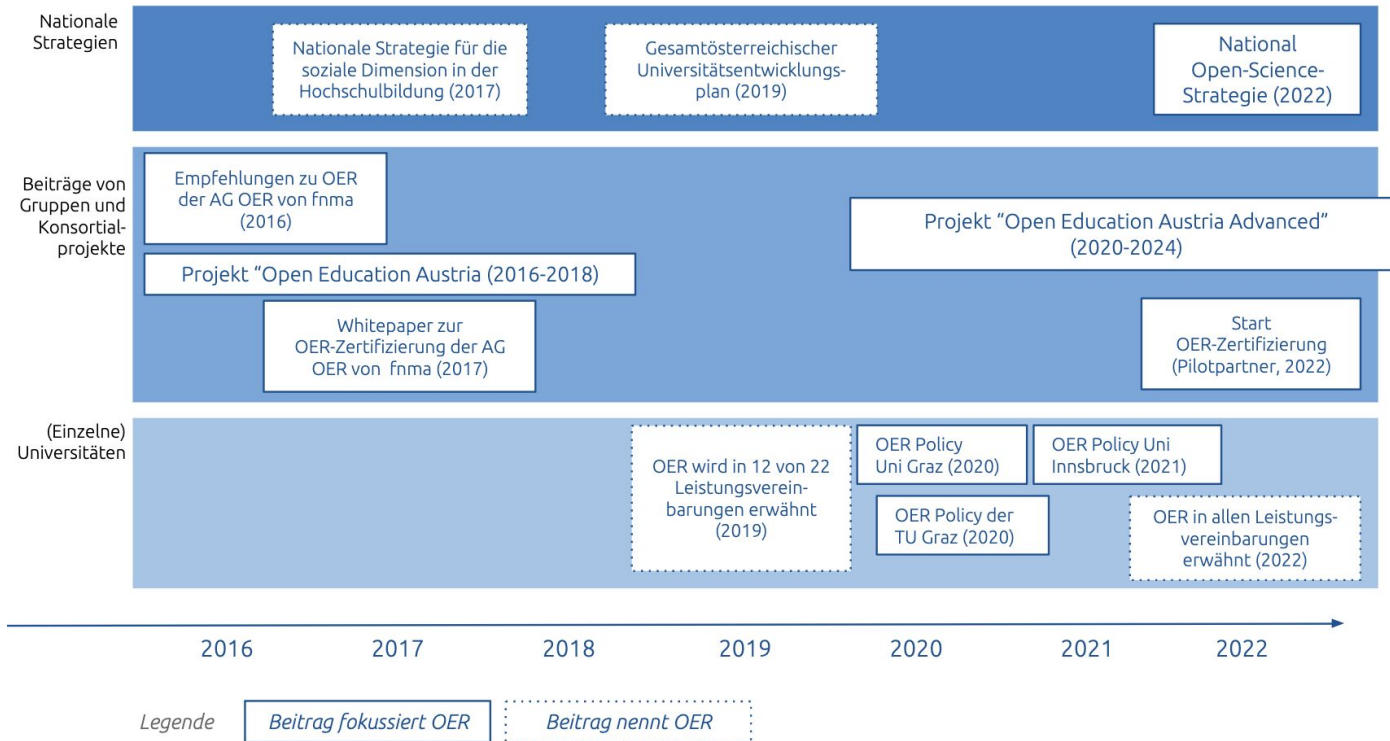 Nationale
Strategien
Nationale Strategie für die
soziale Dimension in der
Hochschulbildung (2017)
Gesamtösterreichischer
Universitätsentwicklungs-
plan (2019)
National
Open-Science-
Strategie (2022)
Beiträge von
Gruppen und
Konsortial-
projekte
Empfehlungen zu OER
der AG OER von fnma
(2016)
Projekt “Open Education Austria (2016-2018)
Whitepaper zur
OER-Zertifizierung der AG
OER von fnma (2017)
Projekt “Open Education Austria Advanced”
(2020-2024)
Start
OER-Zertifizierung
(Pilotpartner, 2022)
(Einzelne)
Universitäten
OER wird in 12 von 22
Leistungsverein-
barungen erwähnt
(2019)
OER Policy
Uni Graz (2020)
OER Policy der
TU Graz (2020)
OER Policy Uni
Innsbruck (2021)
OER in allen Leistungs-
vereinbarungen
erwähnt (2022)
2016 2017 2018 2019 2020 2021 2022
Legende Beitrag fokussiert OER Beitrag nennt OER